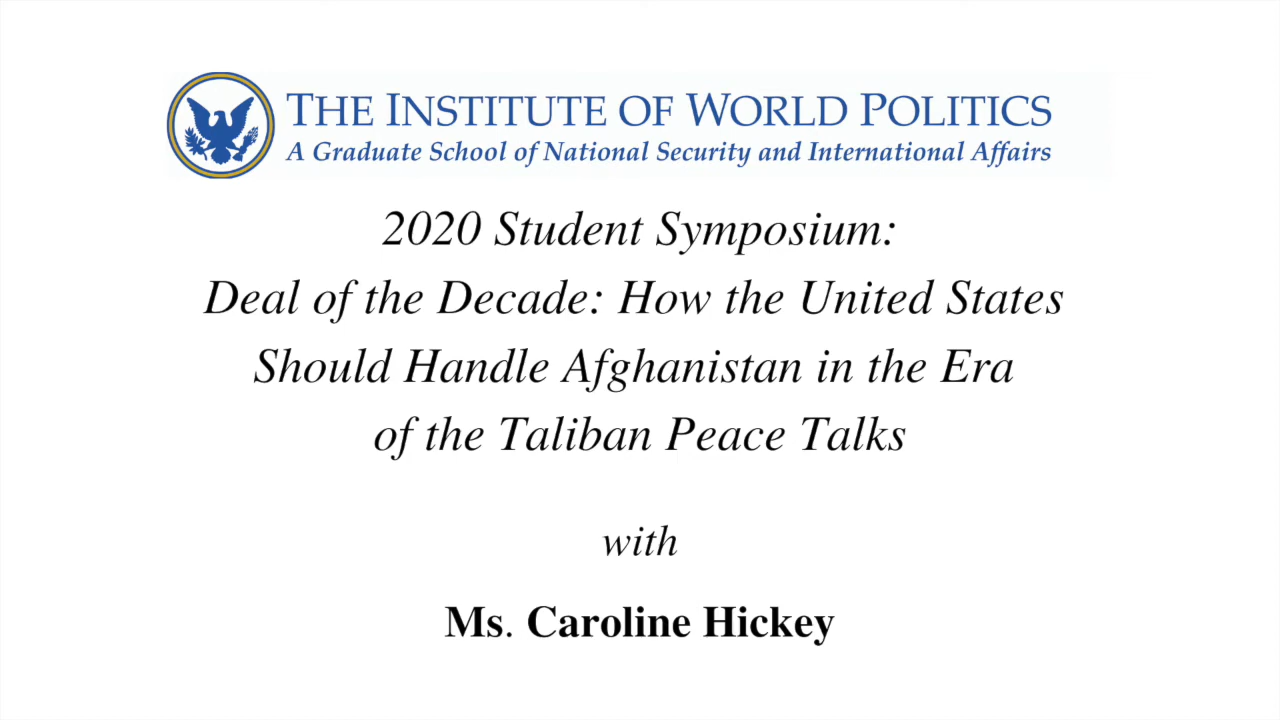 THE INSTITUTE OF WORLD POLITICS
A Graduate School of National Security and International Affairs
2020 Student Symposium:
Deal of the Decade: How the United States
Should Handle Afghanistan in the Era
of the Taliban Peace Talks
with
Ms. Caroline Hickey